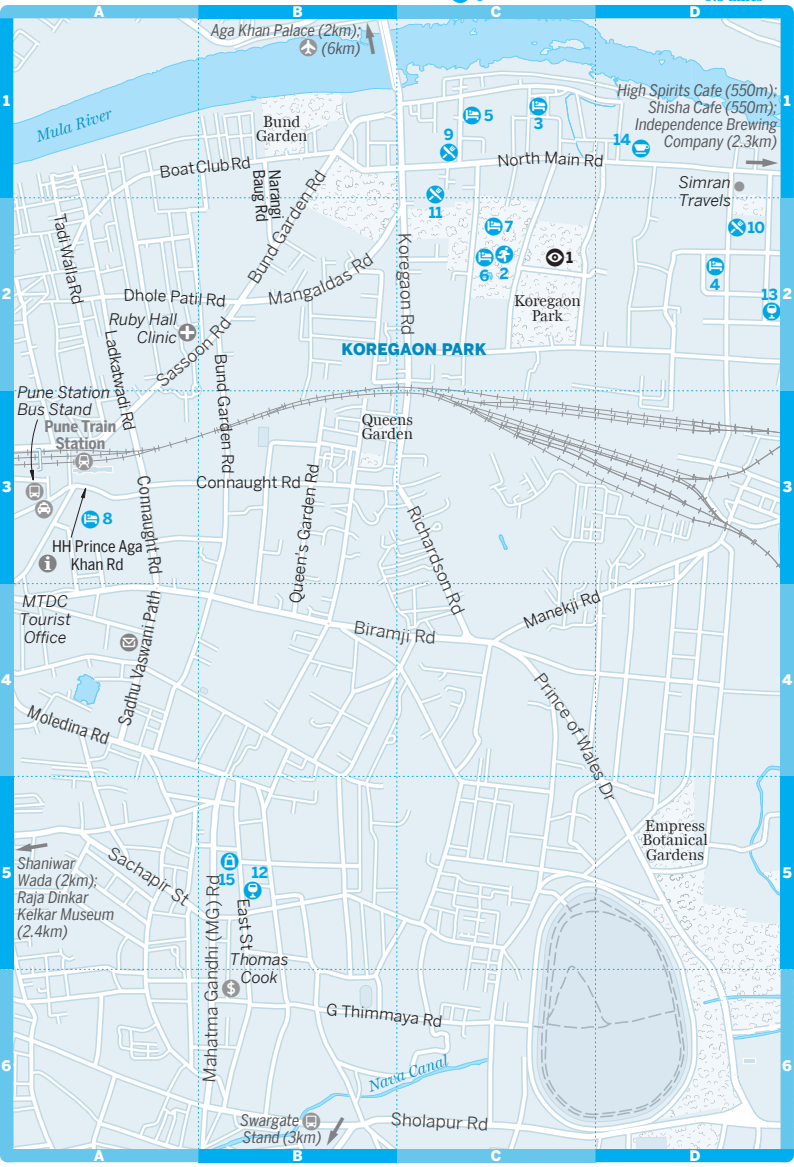 A
B
C
D
Aga Khan Palace (2km);
(6km)
1
1
Mula River
Bund
Garden
5
3
9
High Spirits Cafe (550m);
Shisha Cafe (550m);
Independence Brewing
Company (2.3km)
14
North Main Rd
Boat Club Rd
Narangi
Baug Rd
Simran
Travels
11
Tadi Walla Rd
Bund Garden Rd
7
10
6
2
1
4
Koregaon Rd
Mangaldas Rd
2
2
Dhole Patil Rd
Koregaon
Park
13
Ruby Hall
Clinic
Sassoon Rd
Ladkatwadi Rd
KOREGAON PARK
Bund Garden Rd
Pune Station
Bus Stand
Pune Train
Station
Queens
Garden
3
3
Connaught Rd
Connaught Rd
Queen's Garden Rd
8
HH Prince Aga
Khan Rd
Richardson Rd
MTDC
Tourist
Office
Manekji Rd
Biramji Rd
Sadhu Vaswani Path
4
4
Moledina Rd
Prince of Wales Dr
Empress
Botanical
Gardens
5
5
Shaniwar
Wada (2km);
Raja Dinkar
Kelkar Museum
(2.4km)
Sachapir St
15
12
East St
Mahatma Gandhi (MG) Rd
Thomas
Cook
G Thimmaya Rd
6
6
Nava Canal
Swargate
Stand (3km)
Sholapur Rd
A
B
C
D